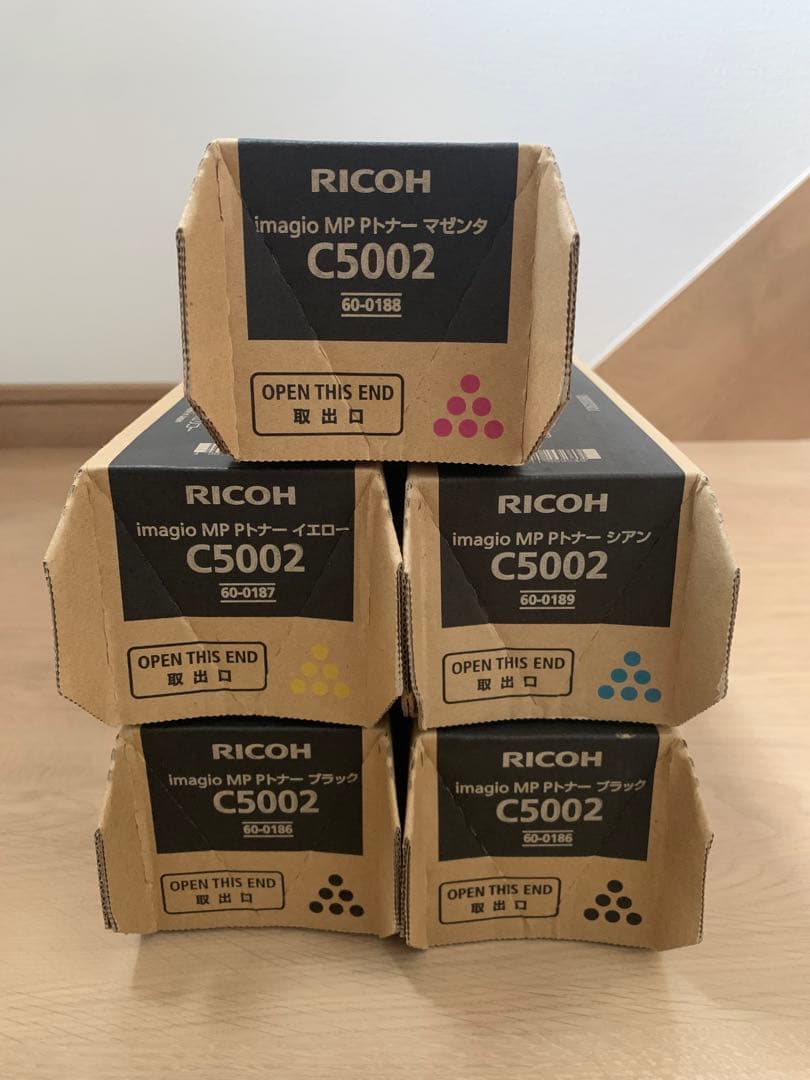 RICOH
imagio MP Pトナー マゼンタ
C5002
60-0188
OPEN THIS END
取出口
RICOH
imagio MP Pトナー イエロー
C5002
60-0187
OPEN THIS END
取出口
RICOH
imagio MP Pトナー シアン
C5002
60-0189
OPEN THIS END
取出口
RICOH
imagio MP Pトナー ブラック
C5002
60-0186
OPEN THIS END
取出口
RICOH
imagio MP Pトナー ブラック
C5002
60-0186
OPEN THIS END
取出口